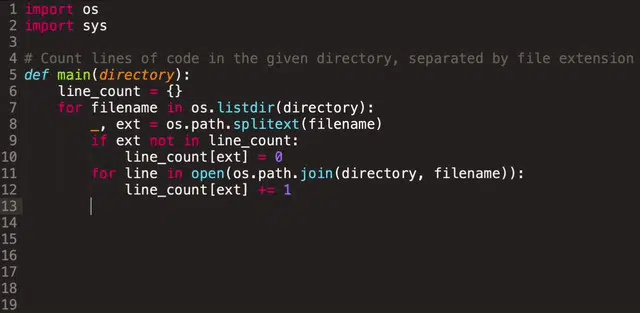 1 import os
2 import sys
3
4 # Count lines of code in the given directory, separated by file extension
5 def main(directory):
6     line_count = {}
7     for filename in os.listdir(directory):
8         _, ext = os.path.splitext(filename)
9         if ext not in line_count:
10             line_count[ext] = 0
11         for line in open(os.path.join(directory, filename)):
12             line_count[ext] += 1
13
14
15
16
17
18
19